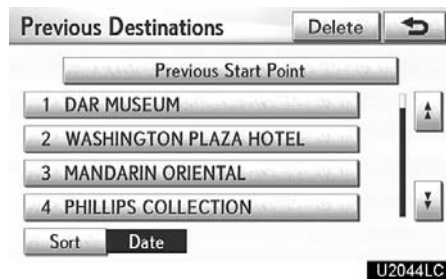 Previous Destinations Delete
Previous Start Point
1 DAR MUSEUM
2 WASHINGTON PLAZA HOTEL
3 MANDARIN ORIENTAL
4 PHILLIPS COLLECTION
Sort Date
U2044LC